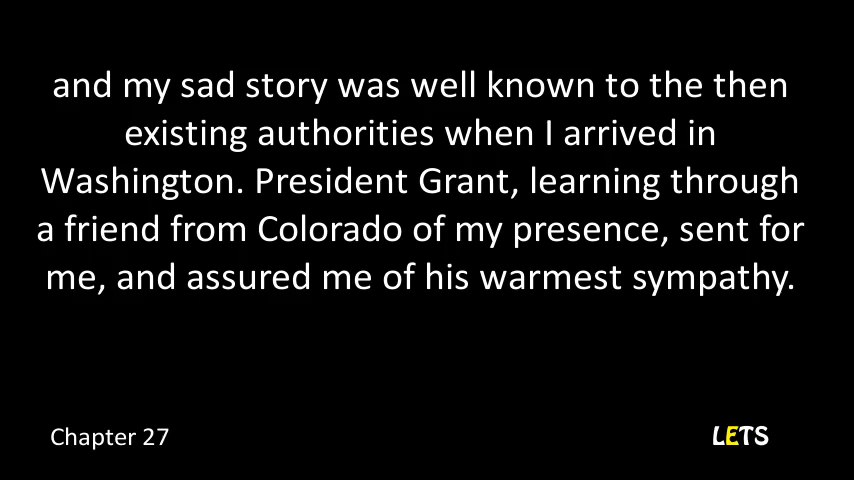 and my sad story was well known to the then
existing authorities when I arrived in
Washington. President Grant, learning through
a friend from Colorado of my presence, sent for
me, and assured me of his warmest sympathy.
Chapter 27
LETS